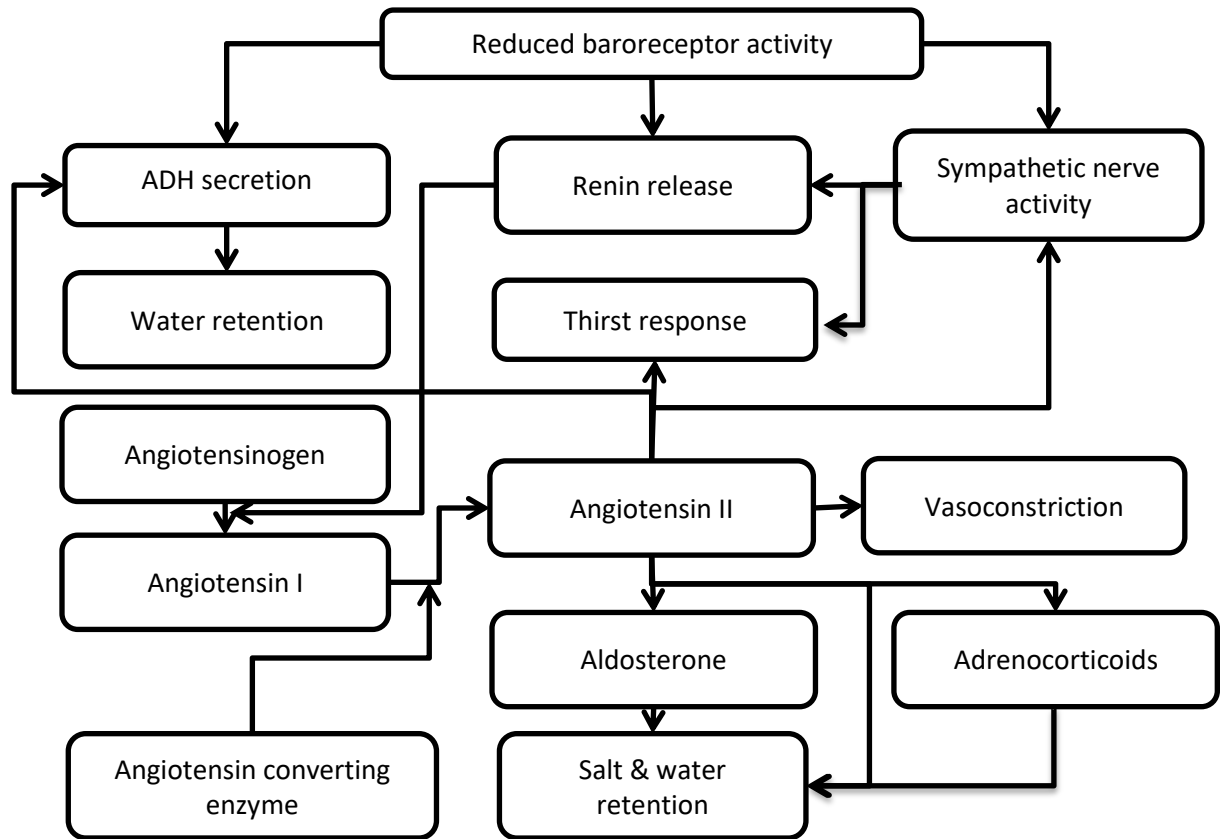 Reduced baroreceptor activity
ADH secretion
Renin release
Sympathetic nerve
activity
Water retention
Thirst response
Angiotensinogen
Angiotensin II
Vasoconstriction
Angiotensin I
Aldosterone
Adrenocorticoids
Angiotensin converting
enzyme
Salt & water
retention